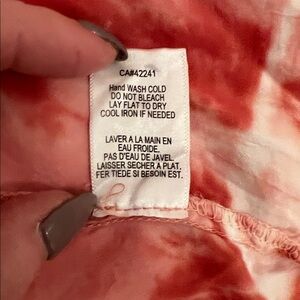 CA#42241
Hand WASH COLD
DO NOT BLEACH
LAY FLAT TO DRY
COOL IRON IF NEEDED
LAVER A LA MAIN EN
EAU FROIDE.
PAS D'EAU DE JAVEL.
LAISSER SECHER A PLAT.
FER TIEDE SI BESOIN EST.